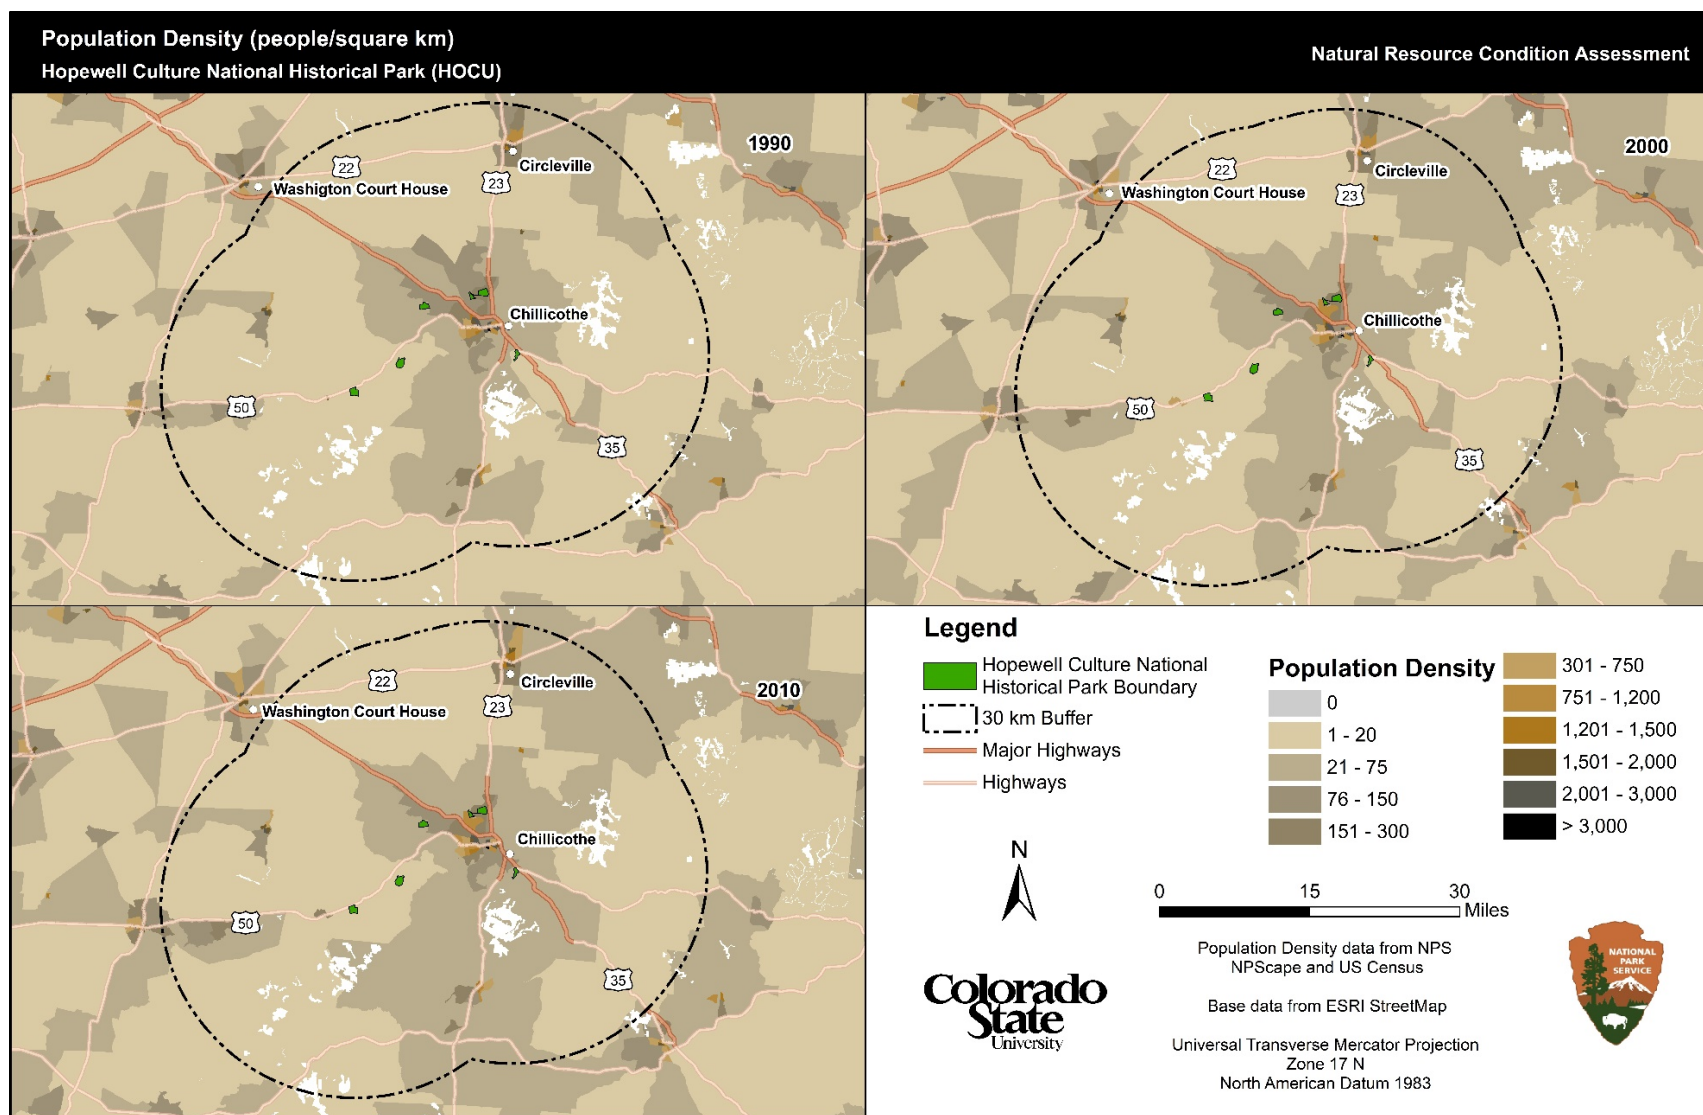 Population Density (people/square km)
Hopewell Culture National Historical Park (HOCU)
Natural Resource Condition Assessment
1990
22
Circleville
23
Washigton Court House
Chillicothe
50
35
2000
22
Circleville
23
Washington Court House
Chillicothe
50
35
2010
22
Circleville
23
Washington Court House
Chillicothe
50
35
Legend
Hopewell Culture National
Historical Park Boundary
30 km Buffer
Major Highways
Highways
Population Density
0
1 - 20
21 - 75
76 - 150
151 - 300
301 - 750
751 - 1,200
1,201 - 1,500
1,501 - 2,000
2,001 - 3,000
> 3,000
N
0 15 30
Miles
Population Density data from NPS
NPScape and US Census
Base data from ESRI StreetMap
Universal Transverse Mercator Projection
Zone 17 N
North American Datum 1983
Colorado
State
University
NATIONAL
PARK
SERVICE